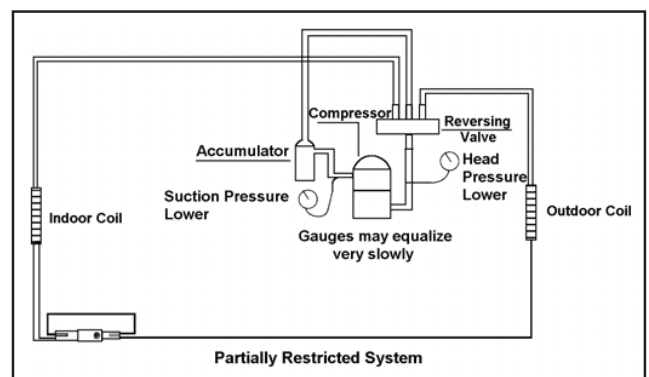 Compressor
Reversing
Valve
Accumulator
Head
Pressure
Lower
Suction Pressure
Lower
Indoor Coil
Outdoor Coil
Gauges may equalize
very slowly
Partially Restricted System